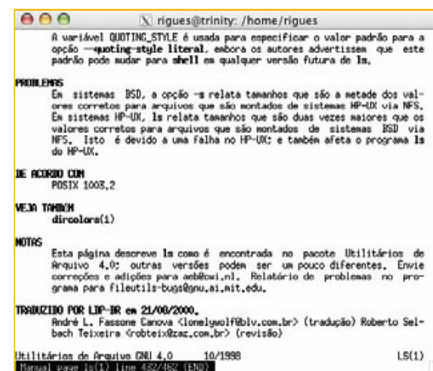 rigues@trinity: /home/rigues
A variável QUOTING_STYLE é usada para especificar o valor padrão para a
opção --quoting-style literal, embora os autores advertissem que este
padrão pode mudar para shell em qualquer versão futura de ls.
PROBLEMAS
Em sistemas BSD, a opção -s relata tamanhos que são a metade dos val-
ores corretos para arquivos que são montados de sistemas HP-UX via NFS.
Em sistemas HP-UX, ls relata tamanhos que são duas vezes maiores que os
valores corretos para arquivos que são montados de sistemas BSD via
NFS. Isto é devido a uma falha no HP-UX; e também afeta o programa ls
do HP-UX.
DE ACORDO COM
POSIX 1003.2
VEJA TAMBÉM
dircolors(1)
NOTAS
Esta página descreve ls como é encontrada no pacote Utilitários de
Arquivo 4.0; outras versões podem ser um pouco diferentes. Envie
correções e adições para aeb@cwi.nl. Relatório de problemas no pro-
grama para fileutils-bugs@gnu.ai.mit.edu.
TRADUZIDO POR LDP-BR em 21/08/2000.
André L. Fassone Canova <lonelywolf@blv.com.br> (tradução) Roberto Sel-
bach Teixeira <robteix@zaz.com.br> (revisão)
Utilitários de Arquivo GNU 4.0 10/1998 LS(1)
Manual page ls(1) line 432/462 (END)